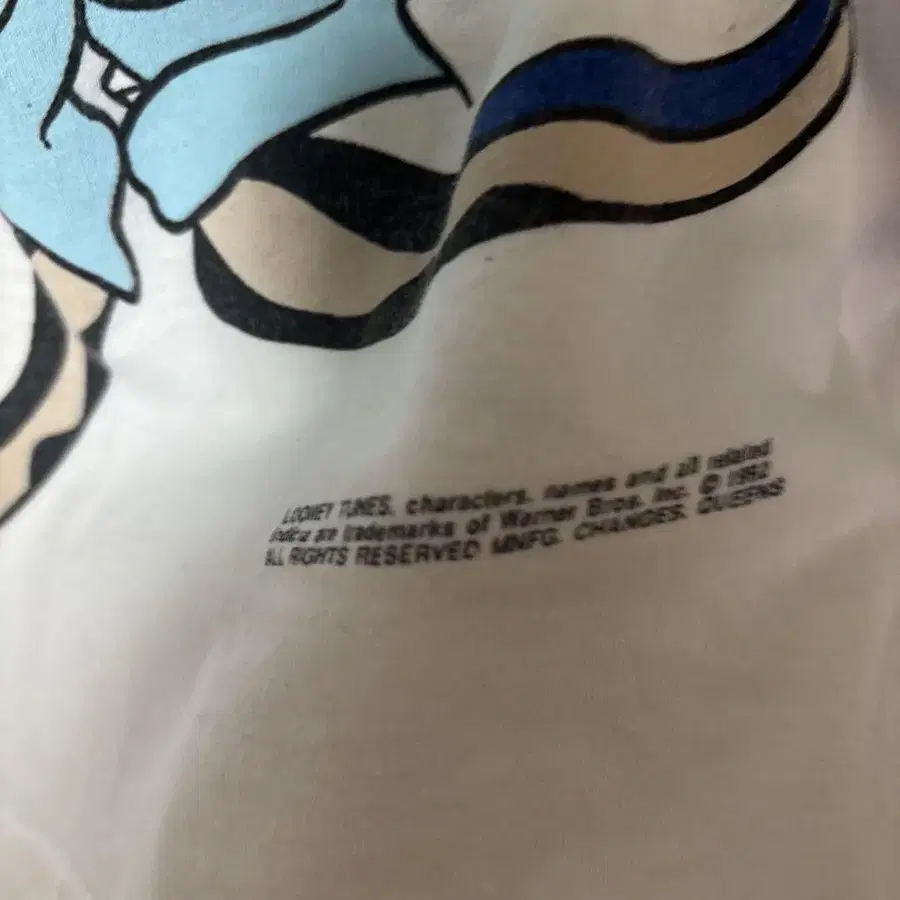 LOONEY TUNES, characters, names and all related
indicia are trademarks of Warner Bros. Inc. © 1992
ALL RIGHTS RESERVED MNFG. CHANGES. QUEENS